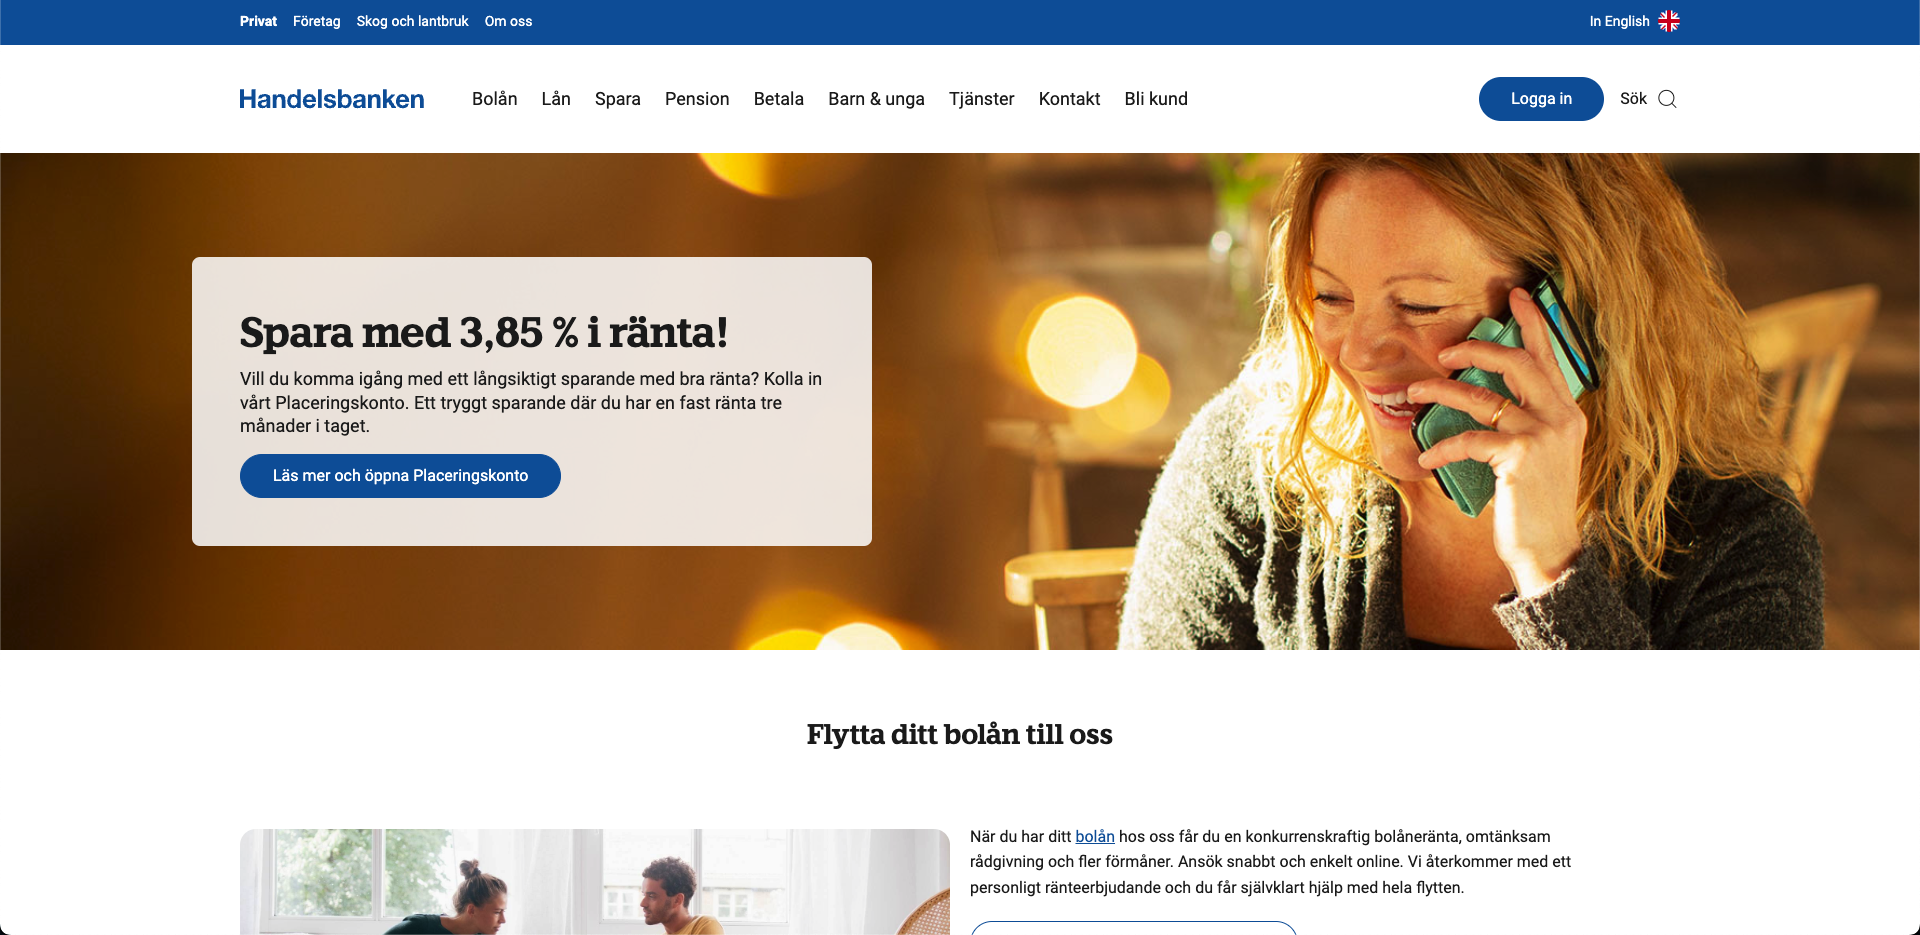 Privat Företag Skog och lantbruk Om oss In English
Handelsbanken Bolån Lån Spara Pension Betala Barn & unga Tjänster Kontakt Bli kund Logga in Sök
Spara med 3,85 % i ränta!
Vill du komma igång med ett långsiktigt sparande med bra ränta? Kolla in
vårt Placeringskonto. Ett tryggt sparande där du har en fast ränta tre
månader i taget.
Läs mer och öppna Placeringskonto
Flytta ditt bolån till oss
När du har ditt bolån hos oss får du en konkurrenskraftig bolåneränta, omtänksam
rådgivning och fler förmåner. Ansök snabbt och enkelt online. Vi återkommer med ett
personligt ränteerbjudande och du får självklart hjälp med hela flytten.